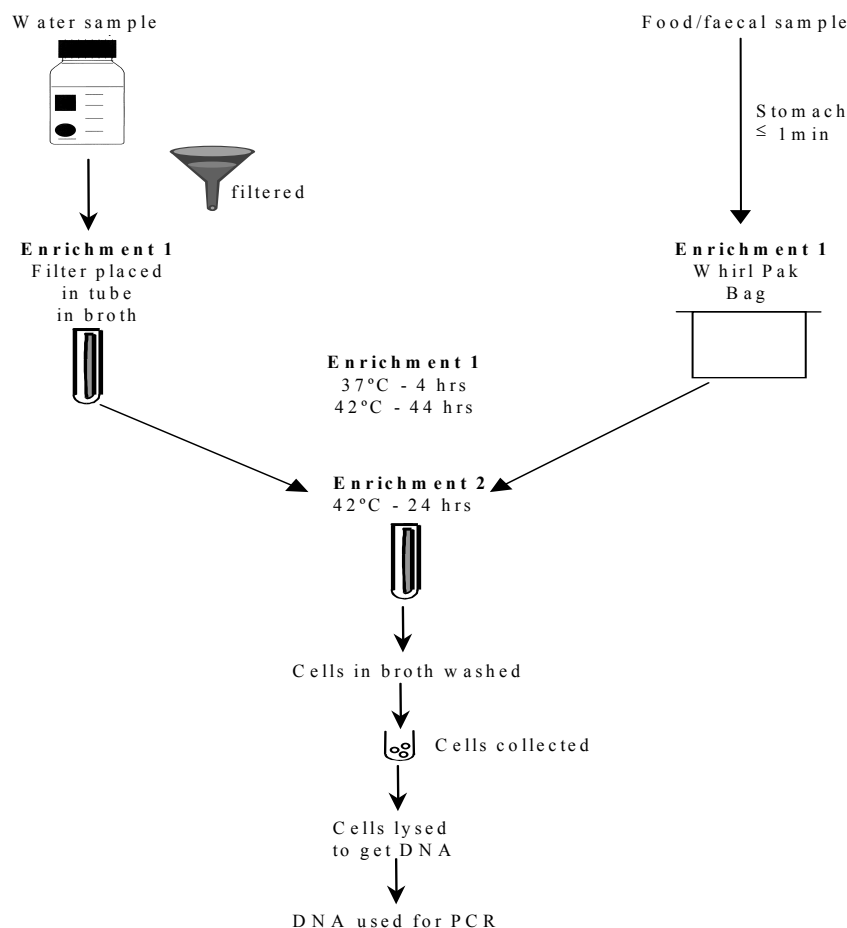 Water sample
Food/faecal sample
Stomach
≤ 1min
filtered
Enrichment 1
Filter placed
in tube
in broth
Enrichment 1
Whirl Pak
Bag
Enrichment 1
37ºC - 4 hrs
42ºC - 44 hrs
Enrichment 2
42ºC - 24 hrs
Cells in broth washed
Cells collected
Cells lysed
to get DNA
DNA used for PCR